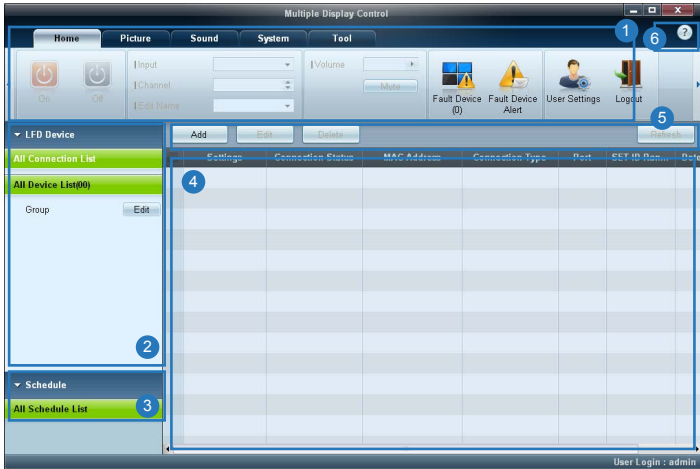 Multiple Display Control
1
6
?
Home Picture Sound System Tool
Input
Channel
Edit Name
Volume
Mute
On Off
Fault Device (0)
Fault Device Alert
User Settings
Logout
5
LFD Device
Add Edit Delete Refresh
All Connection List
Settings Connection Status MAC Address Connection Type Port SET ID Ran... Date
4
All Device List(00)
Group Edit
2
Schedule
3
All Schedule List
User Login : admin